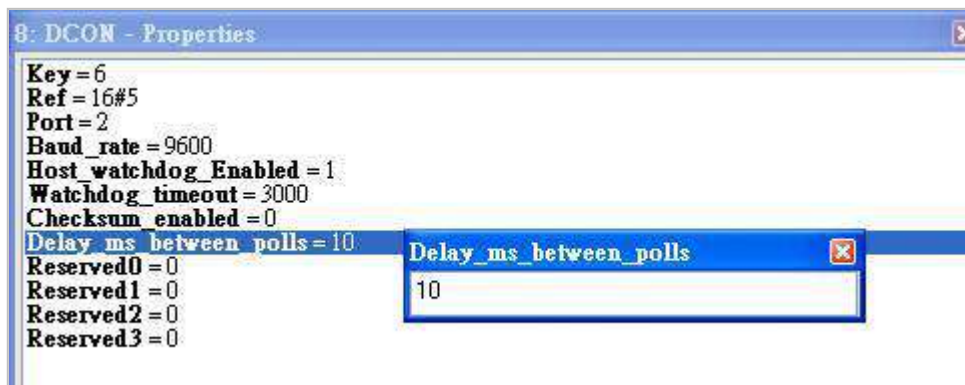 8: DCON - Properties
Key = 6
Ref = 16#5
Port = 2
Baud_rate = 9600
Host_watchdog_Enabled = 1
Watchdog_timeout = 3000
Checksum_enabled = 0
Delay_ms_between_polls = 10
Delay_ms_between_polls
10
Reserved0 = 0
Reserved1 = 0
Reserved2 = 0
Reserved3 = 0